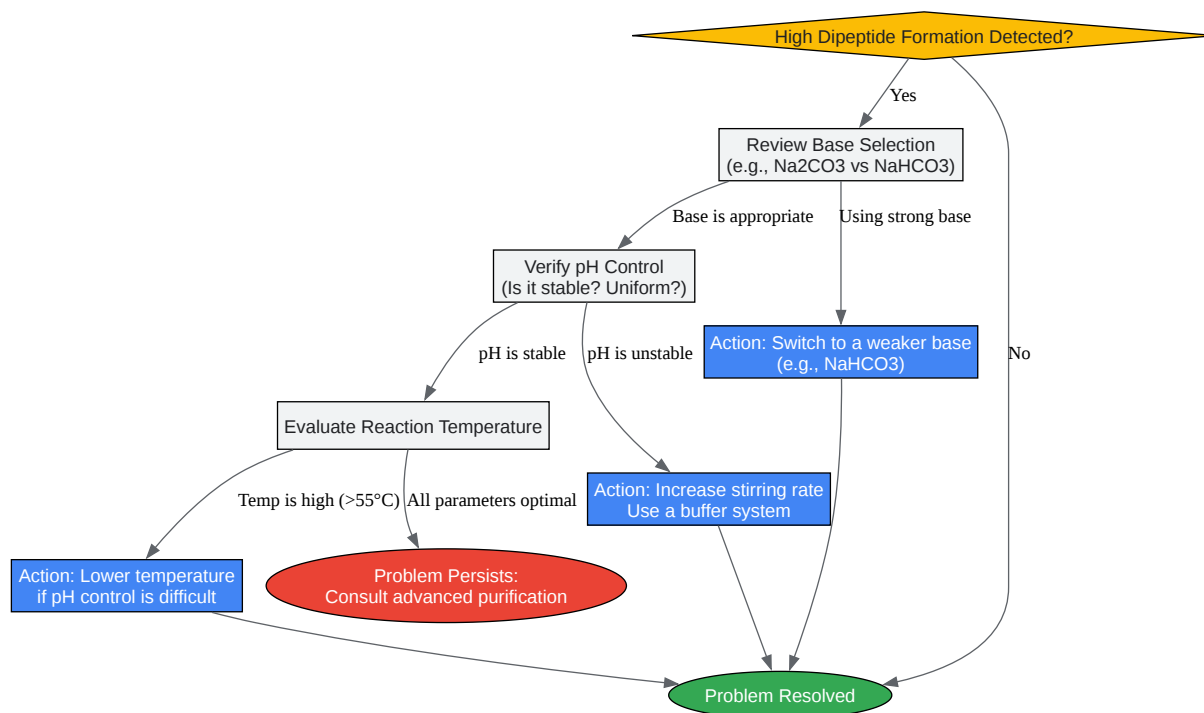 High Dipeptide Formation Detected?
Yes
Review Base Selection
(e.g., Na2CO3 vs NaHCO3)
Base is appropriate
Using strong base
Verify pH Control
(Is it stable? Uniform?)
pH is stable
pH is unstable
Action: Switch to a weaker base
(e.g., NaHCO3)
No
Evaluate Reaction Temperature
Temp is high (>55°C)
All parameters optimal
Action: Increase stirring rate
Use a buffer system
Action: Lower temperature
if pH control is difficult
Problem Persists:
Consult advanced purification
Problem Resolved